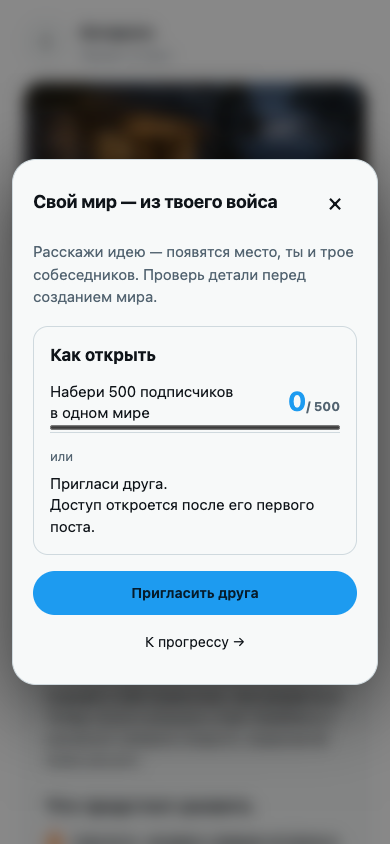 Свой мир — из твоего войса
×
Расскажи идею — появятся место, ты и трое
собеседников. Проверь детали перед
созданием мира.
Как открыть
Набери 500 подписчиков
в одном мире
0/ 500
или
Пригласи друга.
Доступ откроется после его первого
поста.
Пригласить друга
К прогрессу →